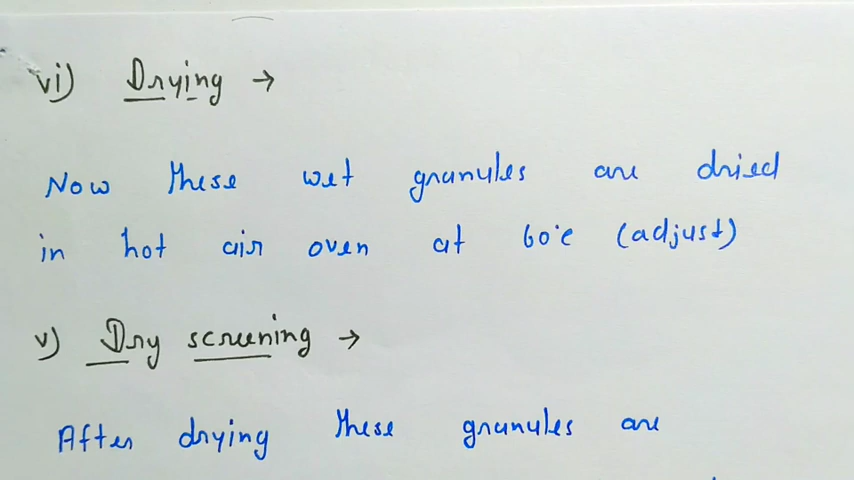 vi) Drying →
Now these wet granules are dried
in hot air oven at 60°c (adjust)
v) Dry screening →
After drying these granules are